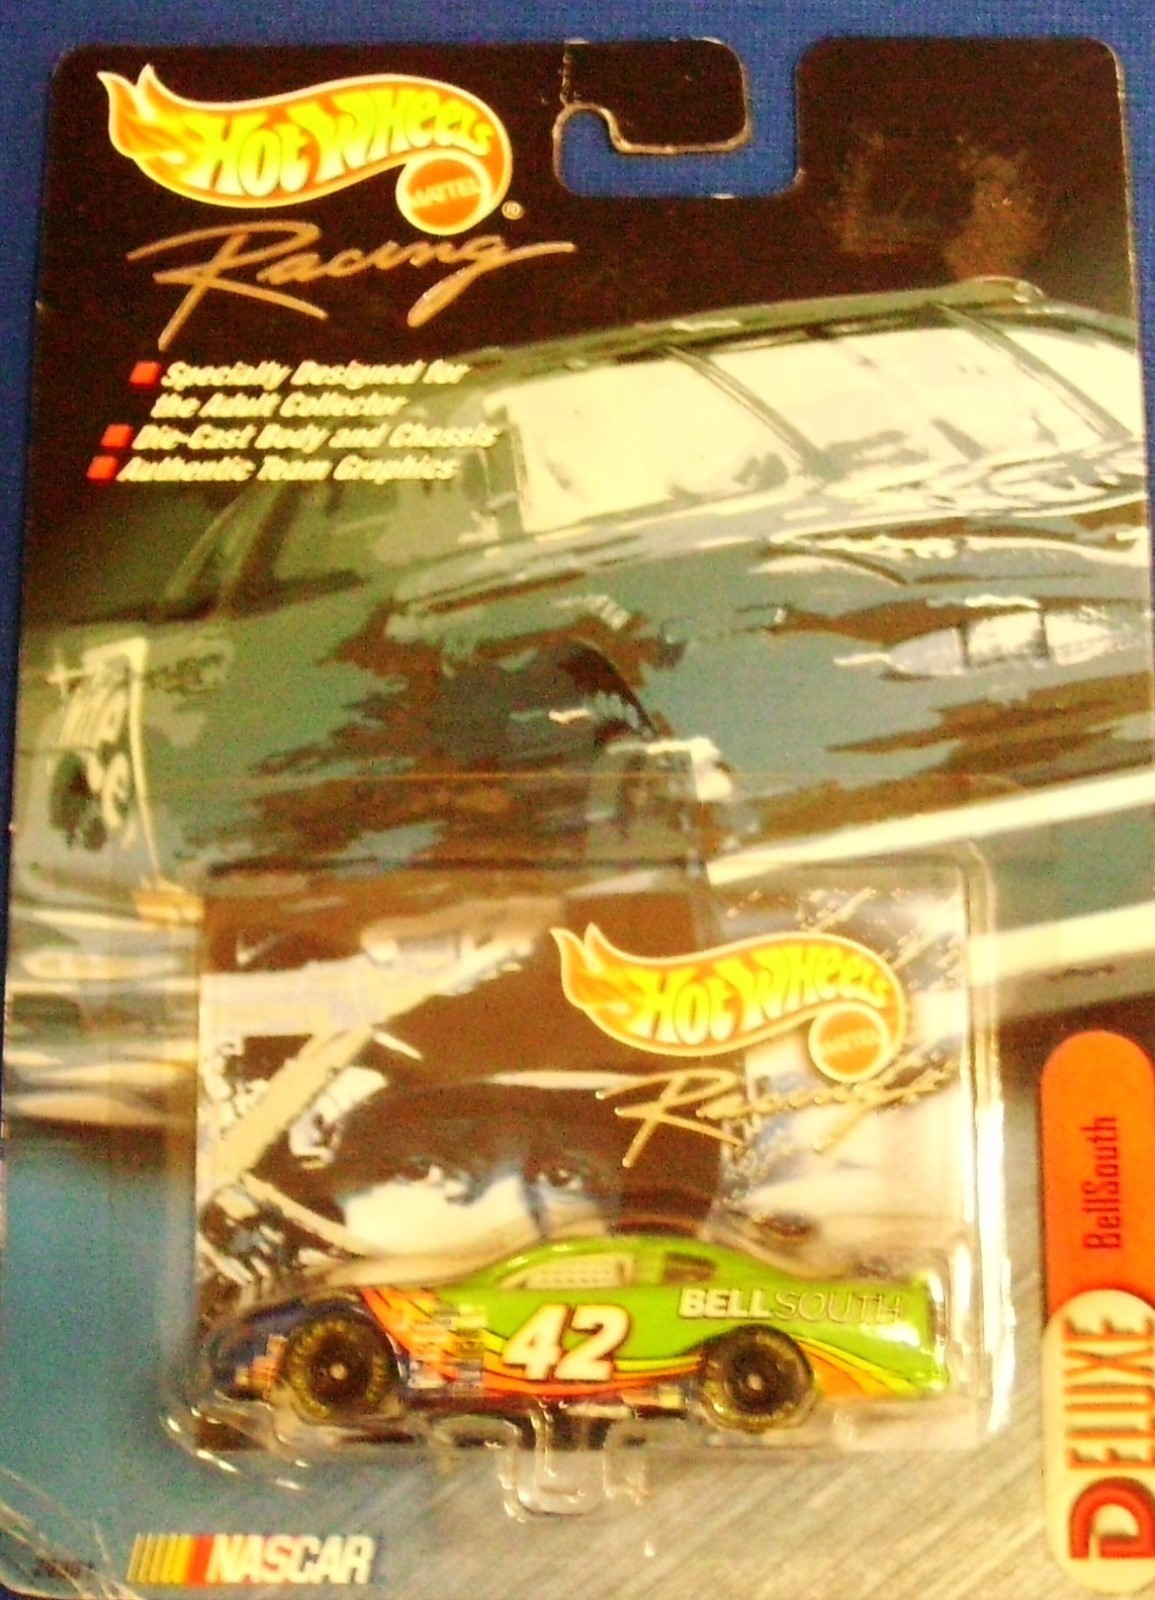 HOT WHEELS
MATTEL
®
Racing
Specially Designed for
the Adult Collector
Die-Cast Body and Chassis
Authentic Team Graphics
HOT WHEELS
MATTEL
Racing
BELLSOUTH
42
BellSouth
DELUXE
NASCAR